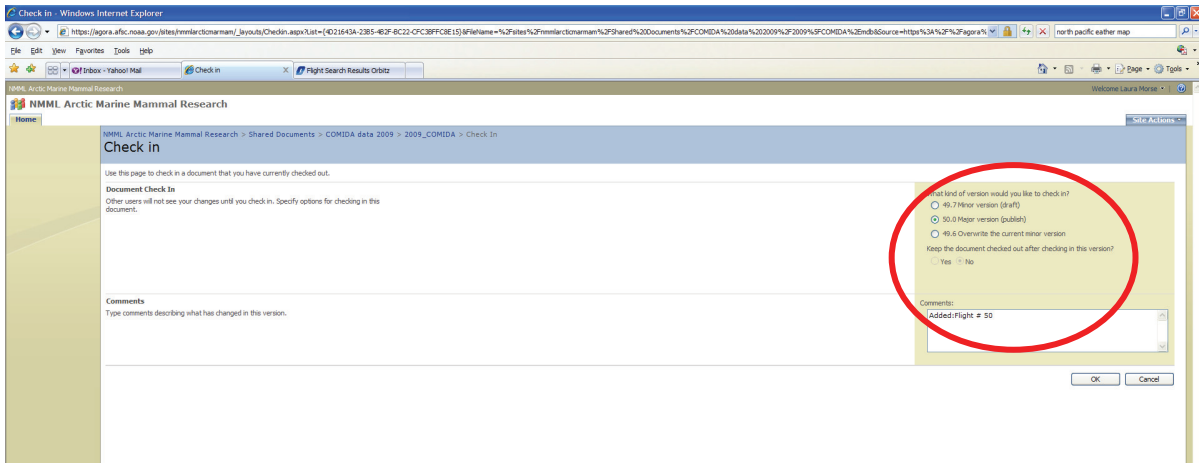 Check in - Windows Internet Explorer
https://agora.afsc.noaa.gov/sites/nmmlarcticmarmam/_layouts/Checkin.aspx?List={4D21643A-23B5-4B2F-BC22-CFC3BFFC8E15}&FileName=%2Fsites%2Fnmmlarcticmarmam%2FShared%20Documents%2FCOMIDA%20data%202009%2F2009%5FCOMIDA%2Emdb&Source=https%3A%2F%2Fagora%
north pacific eather map
File Edit View Favorites Tools Help
Inbox - Yahoo! Mail
Check in
Flight Search Results Orbitz
Page Tools
NMML Arctic Marine Mammal Research
Welcome Laura Morse
NMML Arctic Marine Mammal Research
Home
Site Actions
NMML Arctic Marine Mammal Research > Shared Documents > COMIDA data 2009 > 2009_COMIDA > Check In
Check in
Use this page to check in a document that you have currently checked out.
Document Check In
Other users will not see your changes until you check in. Specify options for checking in this
document.
What kind of version would you like to check in?
49.7 Minor version (draft)
50.0 Major version (publish)
49.6 Overwrite the current minor version
Keep the document checked out after checking in this version?
Yes No
Comments
Type comments describing what has changed in this version.
Comments:
Added:Flight # 50
OK Cancel